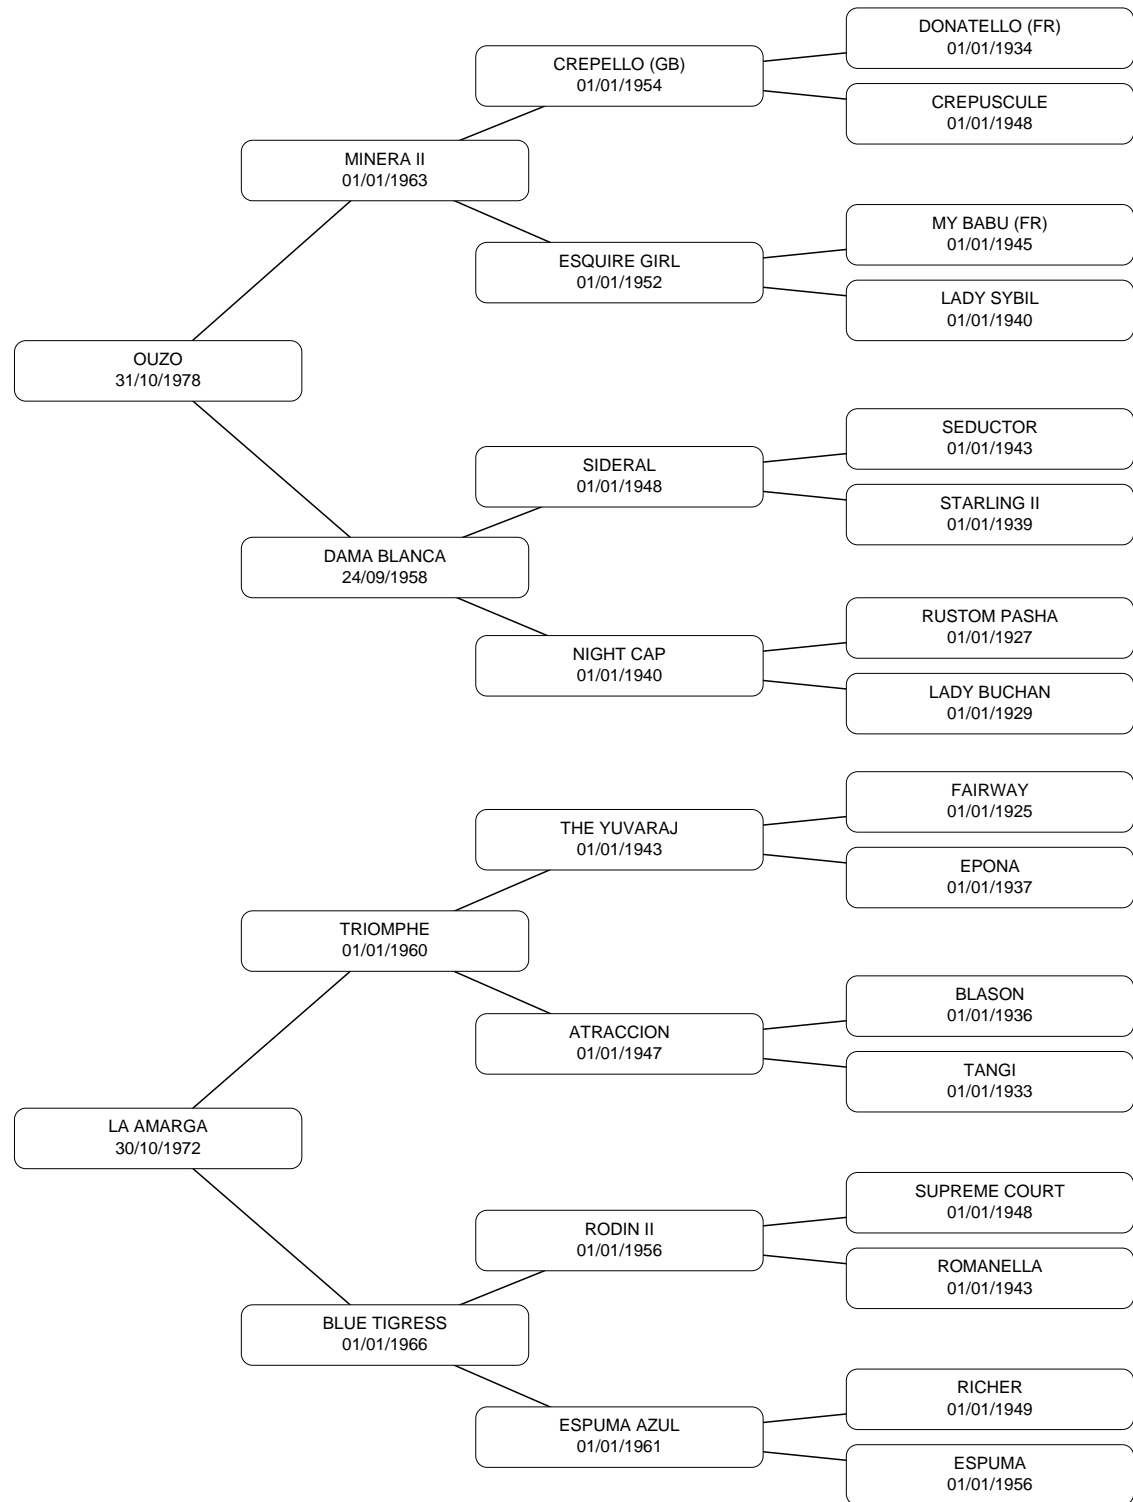 DONATELLO (FR)
01/01/1934
CREPELLO (GB)
01/01/1954
CREPUSCULE
01/01/1948
MINERA II
01/01/1963
MY BABU (FR)
01/01/1945
ESQUIRE GIRL
01/01/1952
LADY SYBIL
01/01/1940
OUZO
31/10/1978
SEDUCTOR
01/01/1943
SIDERAL
01/01/1948
STARLING II
01/01/1939
DAMA BLANCA
24/09/1958
RUSTOM PASHA
01/01/1927
NIGHT CAP
01/01/1940
LADY BUCHAN
01/01/1929
FAIRWAY
01/01/1925
THE YUVARAJ
01/01/1943
EPONA
01/01/1937
TRIOMPHE
01/01/1960
BLASON
01/01/1936
ATRACCION
01/01/1947
TANGI
01/01/1933
LA AMARGA
30/10/1972
SUPREME COURT
01/01/1948
RODIN II
01/01/1956
ROMANELLA
01/01/1943
BLUE TIGRESS
01/01/1966
RICHER
01/01/1949
ESPUMA AZUL
01/01/1961
ESPUMA
01/01/1956